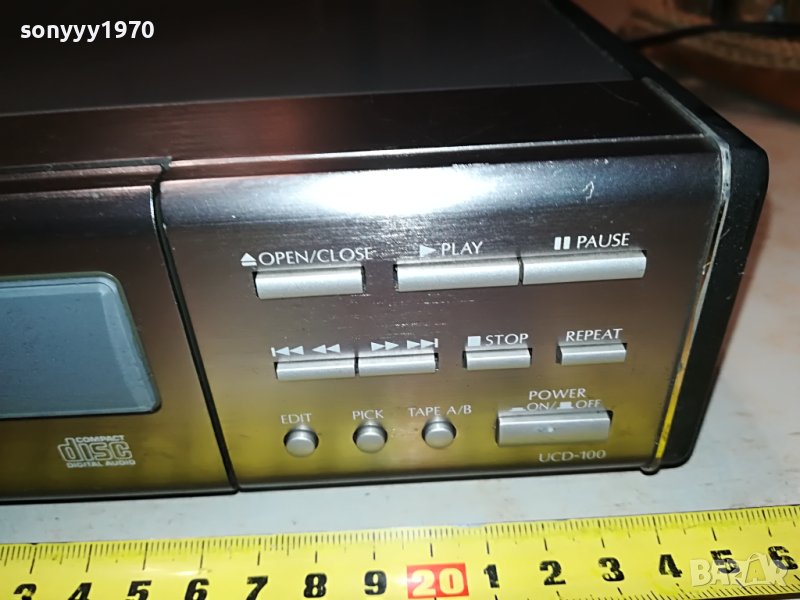 sonyyy1970
⏏ OPEN/CLOSE
▶ PLAY
❚❚ PAUSE
⏮ ◀◀
▶▶ ⏭
■ STOP
REPEAT
EDIT
PICK
TAPE A/B
POWER
ON/ OFF
UCD-100
COMPACT
disc
DIGITAL AUDIO
3 4 5 6 7 8 9 20 1 2 3 4 5 6
BAZAR